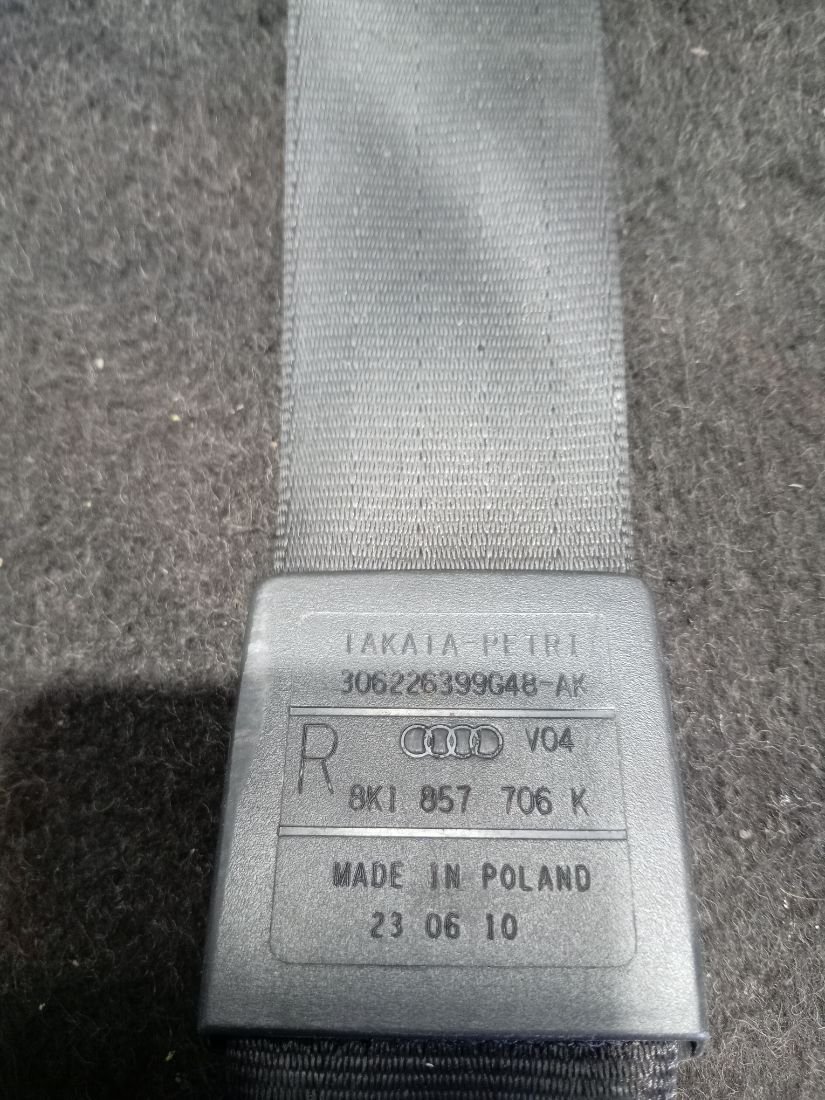 TAKATA-PETRI
306226399G48-AK
R V04
8K1 857 706 K
MADE IN POLAND
23 06 10